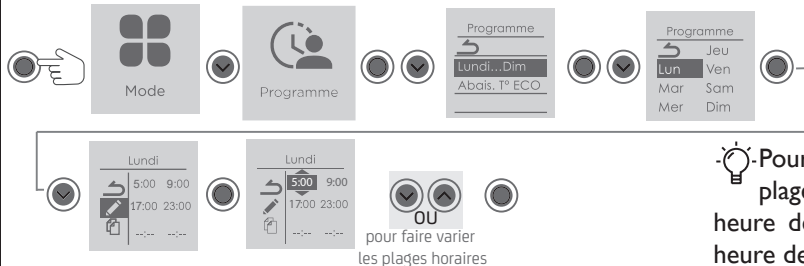 Mode
Programme
Programme
Lundi...Dim
Abais. Tº ECO
Programme
Jeu
Lun Ven
Mar Sam
Mer Dim
Lundi
5:00 9:00
17:00 23:00
--:-- --:--
Lundi
5:00 9:00
17:00 23:00
--:-- --:--
OU
pour faire varier
les plages horaires
Pour
plage
heure de
heure de